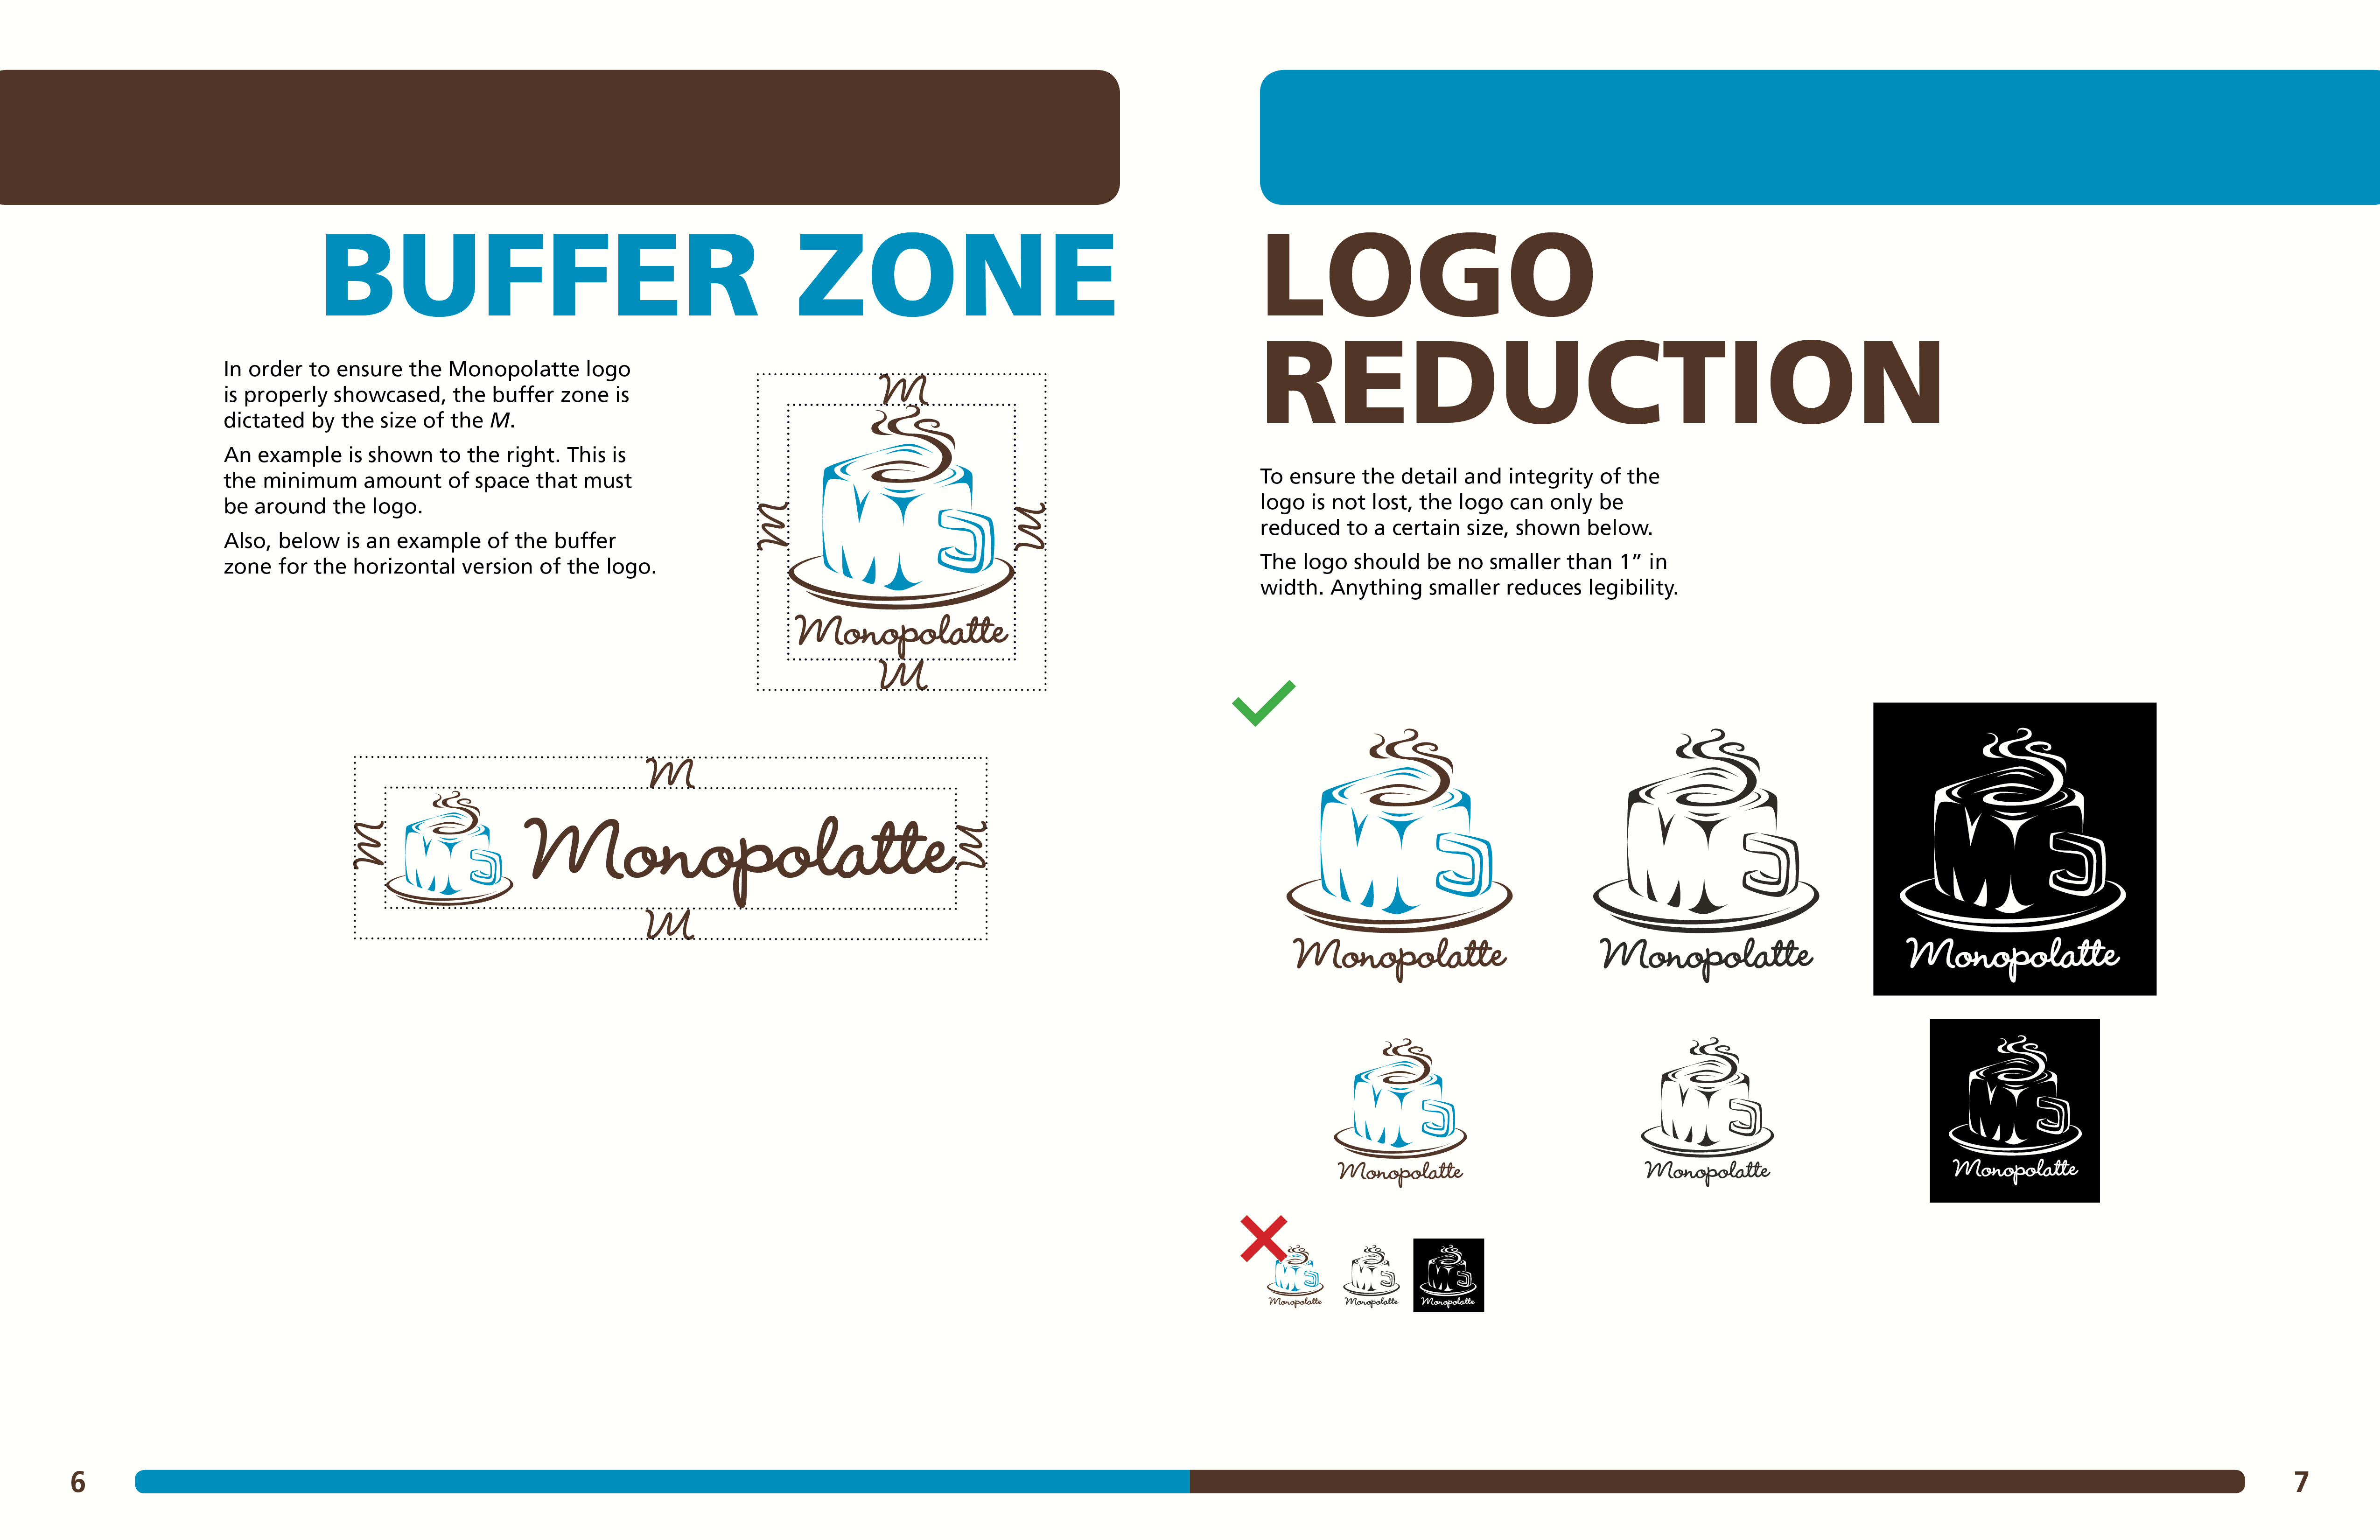 BUFFER ZONE
In order to ensure the Monopolatte logo
is properly showcased, the buffer zone is
dictated by the size of the M.
An example is shown to the right. This is
the minimum amount of space that must
be around the logo.
Also, below is an example of the buffer
zone for the horizontal version of the logo.
M
M
M
M
Monopolatte
M
M
M
Monopolatte
M
M
M
6
LOGO
REDUCTION
To ensure the detail and integrity of the
logo is not lost, the logo can only be
reduced to a certain size, shown below.
The logo should be no smaller than 1” in
width. Anything smaller reduces legibility.
M
Monopolatte
M
Monopolatte
M
Monopolatte
M
Monopolatte
M
Monopolatte
M
Monopolatte
M
Monopolatte
M
Monopolatte
M
Monopolatte
7